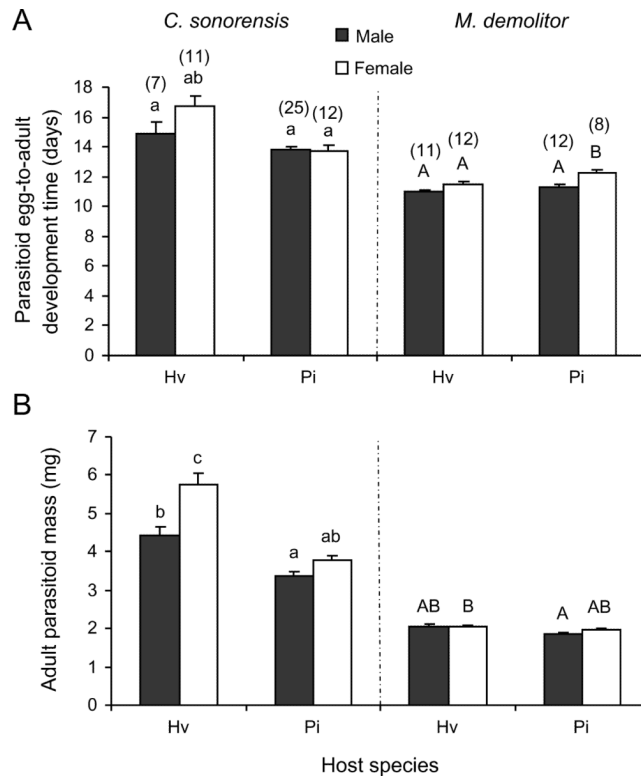 A
C. sonorensis
M. demolitor
Male
Female
Parasitoid egg-to-adult
development time (days)
18
16
14
12
10
8
6
4
2
0
(7)
a
(11)
ab
(25)
a
(12)
a
(11)
A
(12)
A
(12)
A
(8)
B
Hv
Pi
Hv
Pi
B
Adult parasitoid mass (mg)
7
6
5
4
3
2
1
0
b
c
a
ab
AB
B
A
AB
Hv
Pi
Hv
Pi
Host species